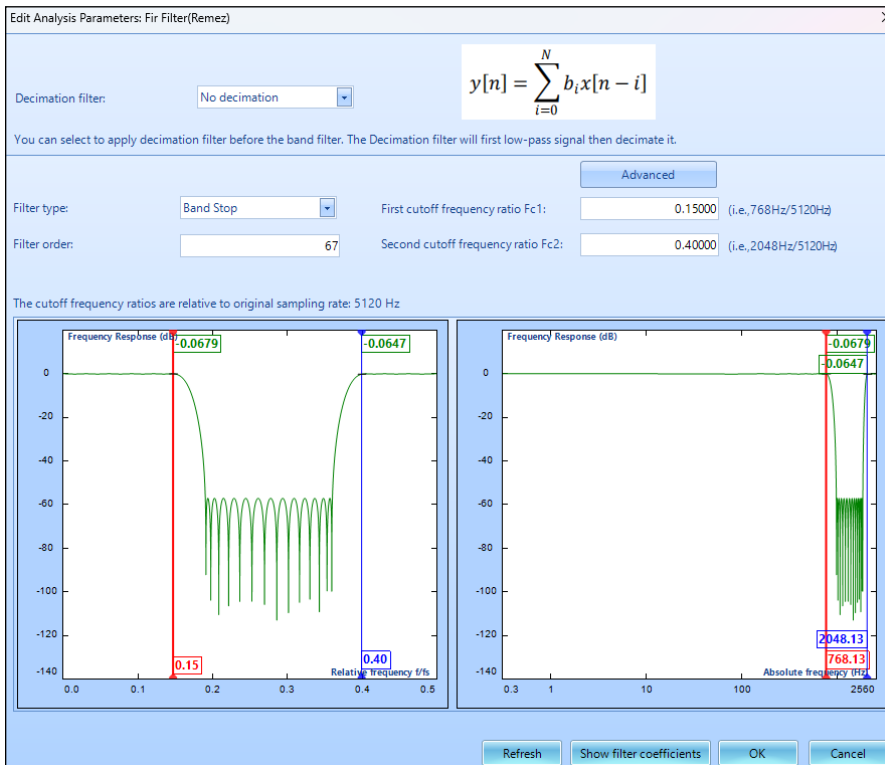 Edit Analysis Parameters: Fir Filter(Remez)
Decimation filter:
No decimation
y[n] = \sum_{i=0}^{N} b_i x[n − i]
You can select to apply decimation filter before the band filter. The Decimation filter will first low-pass signal then decimate it.
Advanced
Filter type:
Band Stop
First cutoff frequency ratio Fc1:
0.15000
(i.e.,768Hz/5120Hz)
Filter order:
67
Second cutoff frequency ratio Fc2:
0.40000
(i.e.,2048Hz/5120Hz)
The cutoff frequency ratios are relative to original sampling rate: 5120 Hz
Frequency Response (dB)
-0.0679
-0.0647
0
-20
-40
-60
-80
-100
-120
-140
0.15
0.40
Relative frequency f/fs
0.0 0.1 0.2 0.3 0.4 0.5
Frequency Response (dB)
-0.0679
-0.0647
0
-20
-40
-60
-80
-100
-120
-140
2048.13
768.13
Absolute frequency (Hz)
0.3 1 10 100 2560
Refresh
Show filter coefficients
OK
Cancel